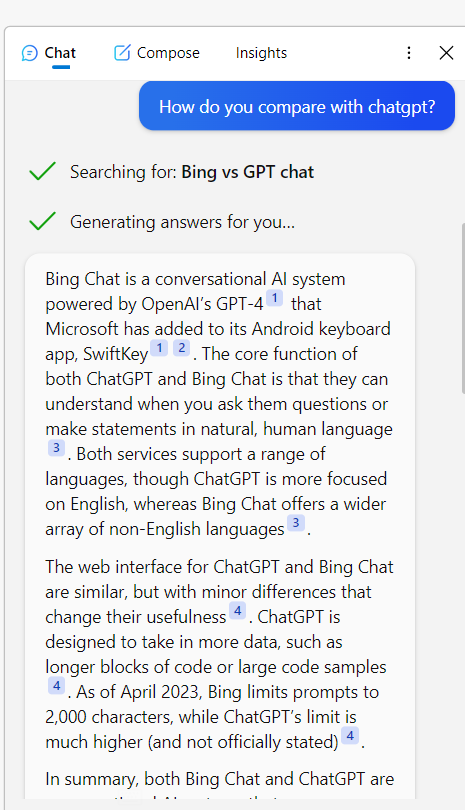 Chat Compose Insights
How do you compare with chatgpt?
Searching for: Bing vs GPT chat
Generating answers for you...
Bing Chat is a conversational AI system
powered by OpenAI's GPT-4 1 that
Microsoft has added to its Android keyboard
app, SwiftKey 1 2 . The core function of
both ChatGPT and Bing Chat is that they can
understand when you ask them questions or
make statements in natural, human language
3 . Both services support a range of
languages, though ChatGPT is more focused
on English, whereas Bing Chat offers a wider
array of non-English languages 3 .
The web interface for ChatGPT and Bing Chat
are similar, but with minor differences that
change their usefulness 4 . ChatGPT is
designed to take in more data, such as
longer blocks of code or large code samples
4 . As of April 2023, Bing limits prompts to
2,000 characters, while ChatGPT's limit is
much higher (and not officially stated) 4 .
In summary, both Bing Chat and ChatGPT are